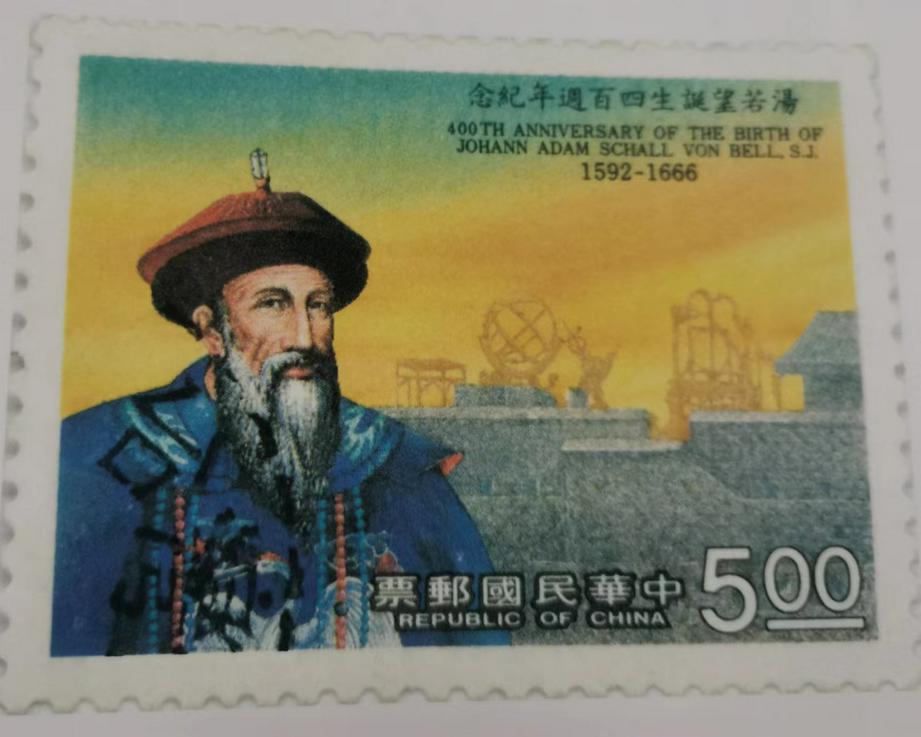 湯若望誕生四百週年紀念
400TH ANNIVERSARY OF THE BIRTH OF
JOHANN ADAM SCHALL VON BELL, S.J.
1592-1666
中華民國郵票
REPUBLIC OF CHINA
5.00